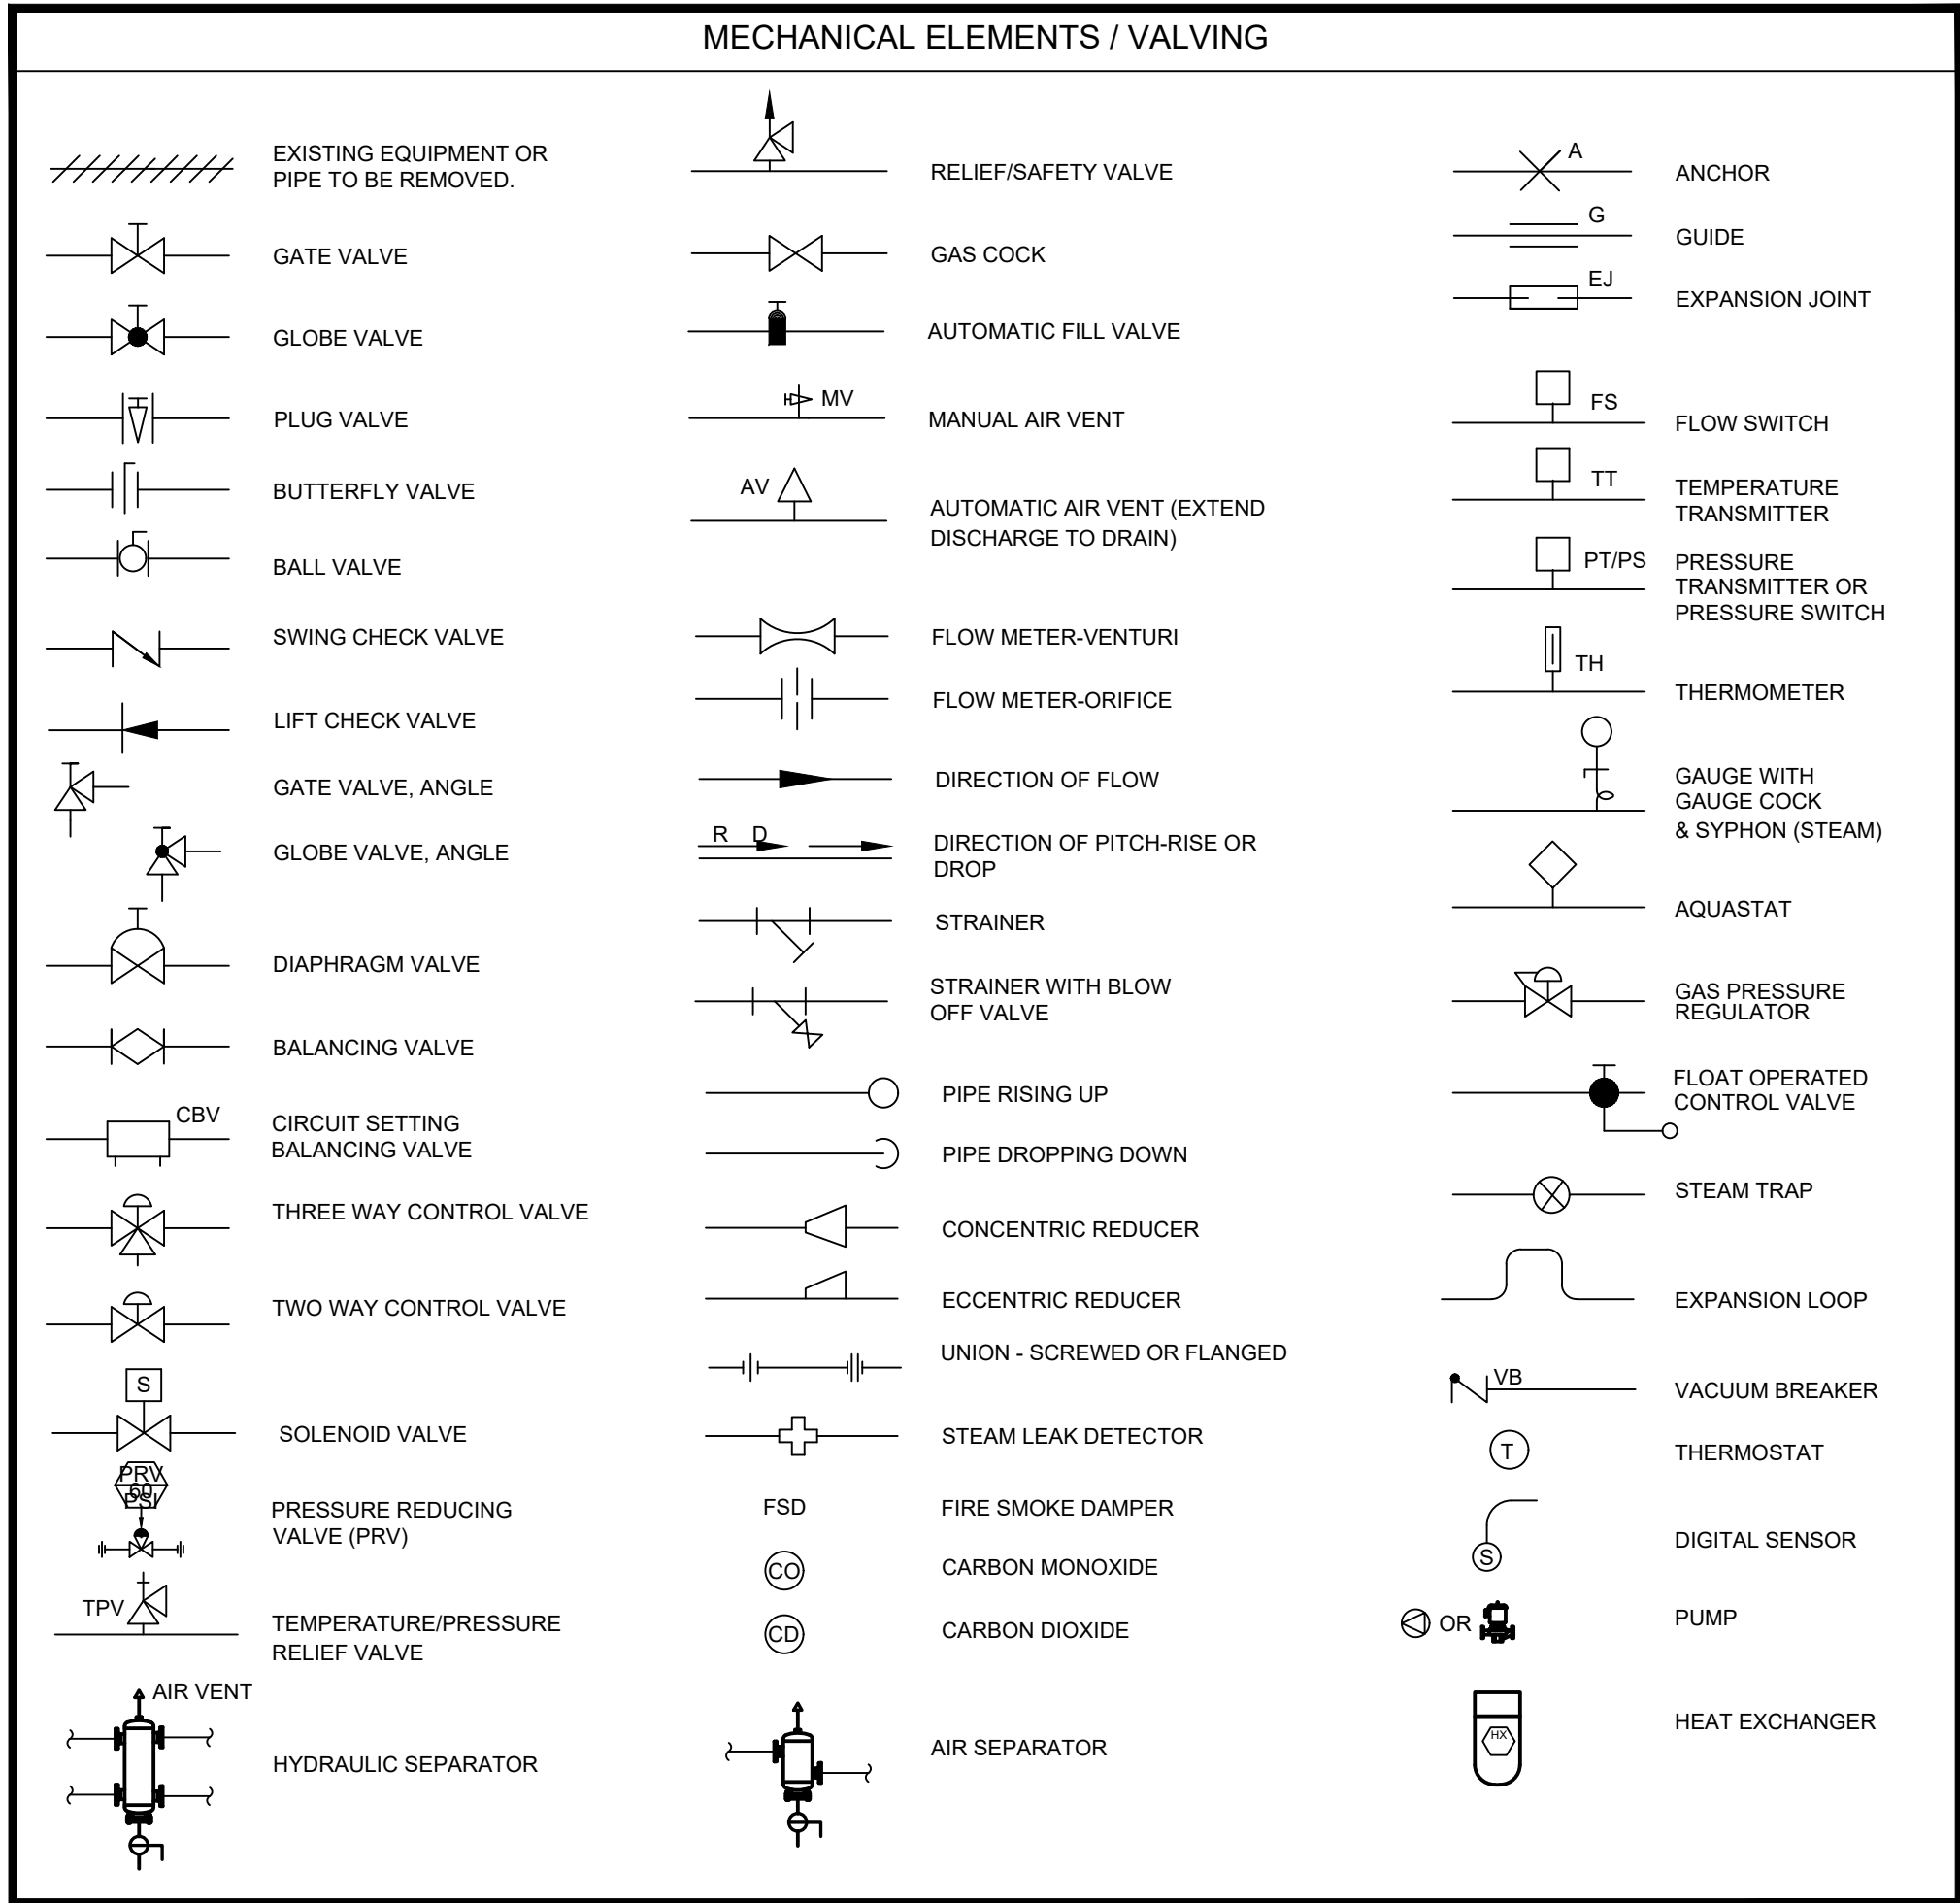 MECHANICAL ELEMENTS / VALVING
EXISTING EQUIPMENT OR
PIPE TO BE REMOVED.
GATE VALVE
GLOBE VALVE
PLUG VALVE
BUTTERFLY VALVE
BALL VALVE
SWING CHECK VALVE
LIFT CHECK VALVE
GATE VALVE, ANGLE
GLOBE VALVE, ANGLE
DIAPHRAGM VALVE
BALANCING VALVE
CBV
CIRCUIT SETTING
BALANCING VALVE
THREE WAY CONTROL VALVE
TWO WAY CONTROL VALVE
S
SOLENOID VALVE
PRV
60
PSI
PRESSURE REDUCING
VALVE (PRV)
TPV
TEMPERATURE/PRESSURE
RELIEF VALVE
AIR VENT
HYDRAULIC SEPARATOR
RELIEF/SAFETY VALVE
GAS COCK
AUTOMATIC FILL VALVE
MV
MANUAL AIR VENT
AV
AUTOMATIC AIR VENT (EXTEND
DISCHARGE TO DRAIN)
FLOW METER-VENTURI
FLOW METER-ORIFICE
DIRECTION OF FLOW
R D
DIRECTION OF PITCH-RISE OR
DROP
STRAINER
STRAINER WITH BLOW
OFF VALVE
PIPE RISING UP
PIPE DROPPING DOWN
CONCENTRIC REDUCER
ECCENTRIC REDUCER
UNION - SCREWED OR FLANGED
STEAM LEAK DETECTOR
FSD
FIRE SMOKE DAMPER
CO
CARBON MONOXIDE
CD
CARBON DIOXIDE
AIR SEPARATOR
A
ANCHOR
G
GUIDE
EJ
EXPANSION JOINT
FS
FLOW SWITCH
TT
TEMPERATURE
TRANSMITTER
PT/PS
PRESSURE
TRANSMITTER OR
PRESSURE SWITCH
TH
THERMOMETER
GAUGE WITH
GAUGE COCK
& SYPHON (STEAM)
AQUASTAT
GAS PRESSURE
REGULATOR
FLOAT OPERATED
CONTROL VALVE
STEAM TRAP
EXPANSION LOOP
VB
VACUUM BREAKER
T
THERMOSTAT
S
DIGITAL SENSOR
OR
PUMP
HX
HEAT EXCHANGER